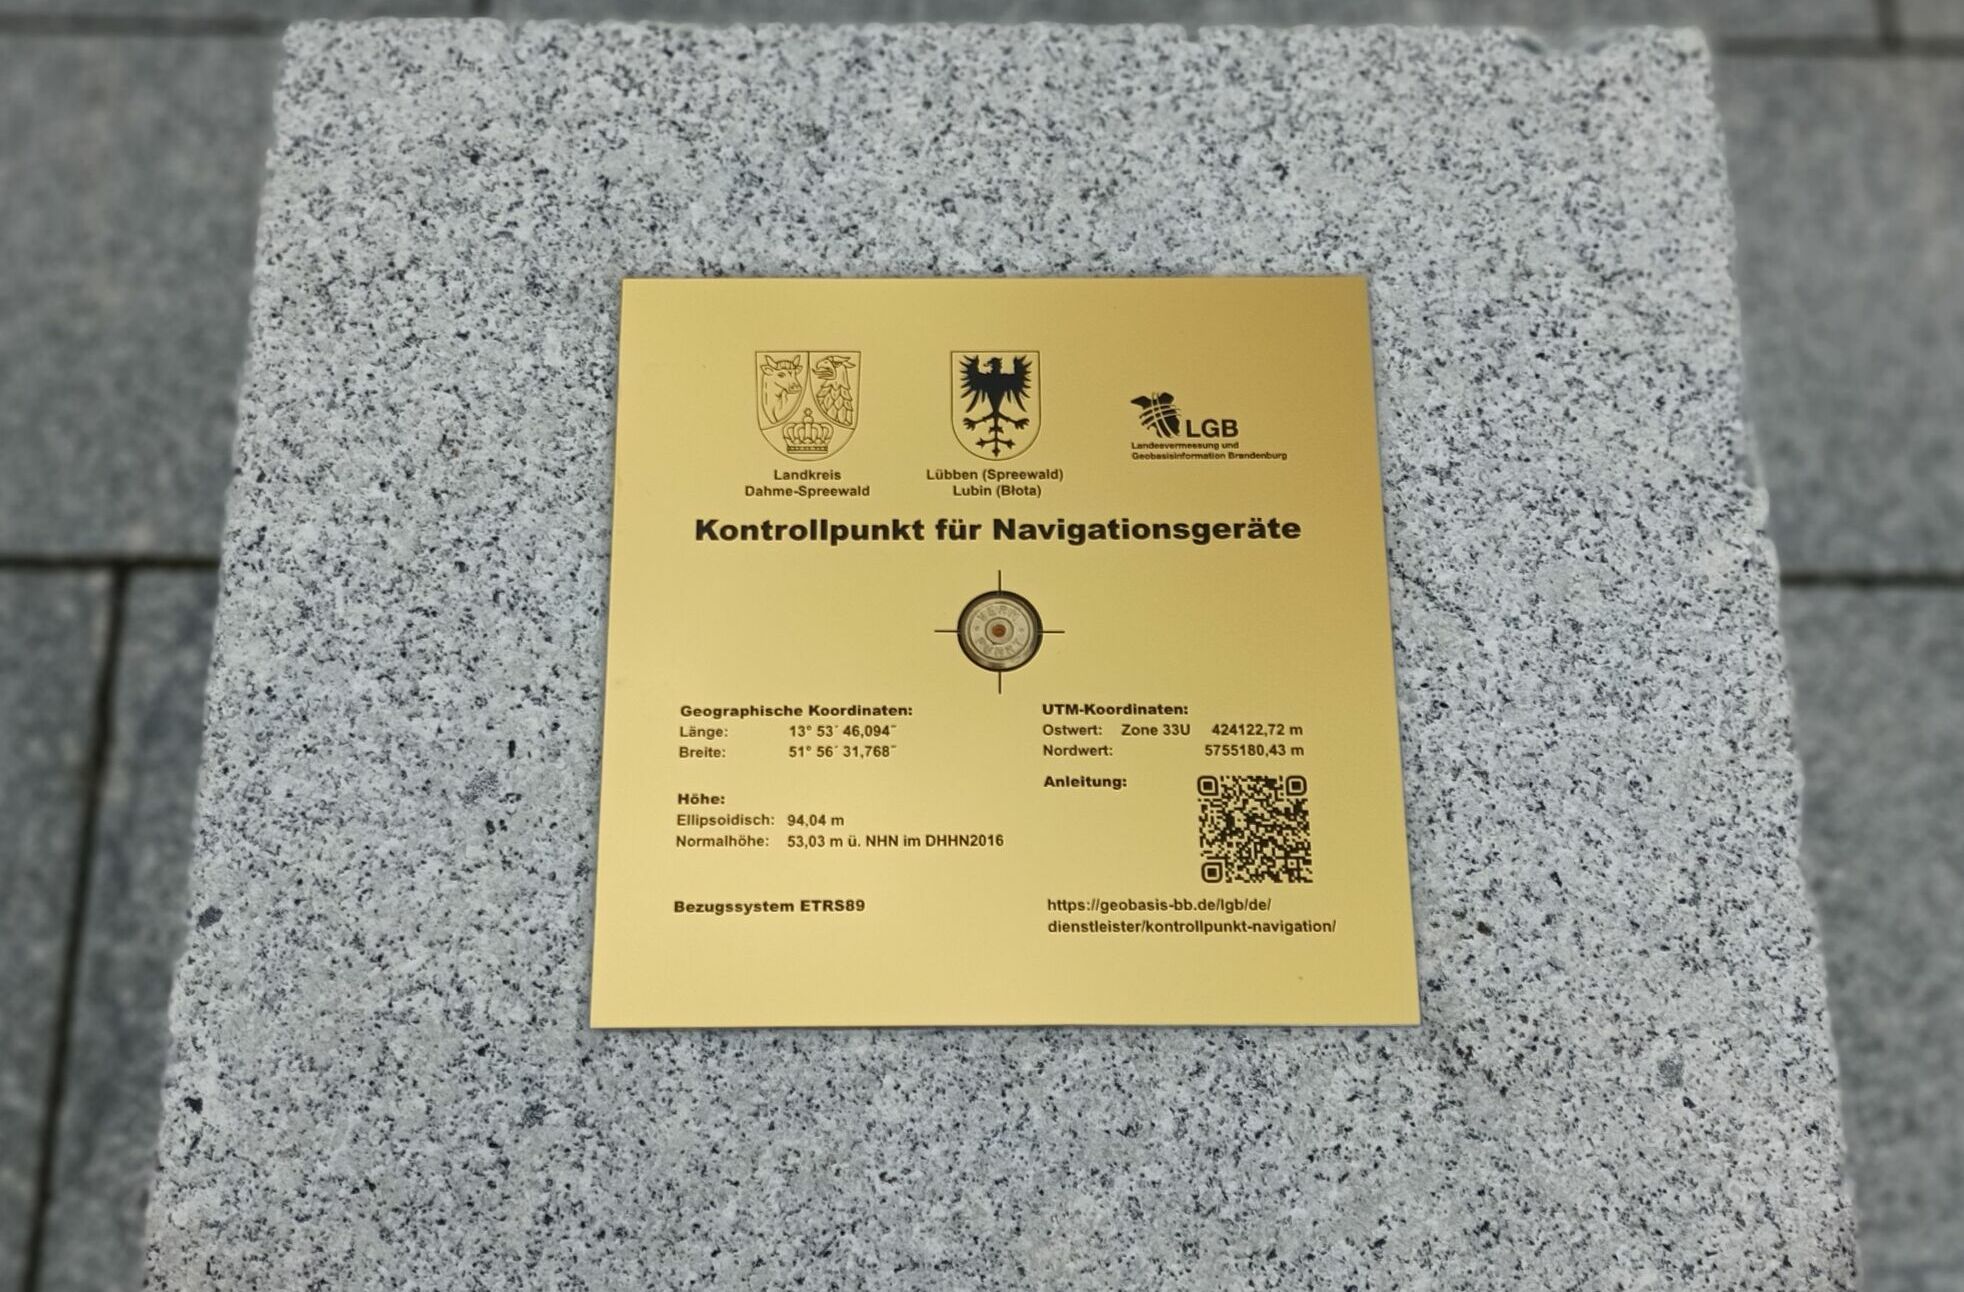 LGB
Landesvermessung und
Geobasisinformation Brandenburg
Landkreis
Dahme-Spreewald
Lübben (Spreewald)
Lubin (Błota)
Kontrollpunkt für Navigationsgeräte
Geographische Koordinaten:
Länge: 13° 53´ 46,094˝
Breite: 51° 56´ 31,768˝
Höhe:
Ellipsoidisch: 94,04 m
Normalhöhe: 53,03 m ü. NHN im DHHN2016
Bezugssystem ETRS89
UTM-Koordinaten:
Ostwert: Zone 33U 424122,72 m
Nordwert: 5755180,43 m
Anleitung:
https://geobasis-bb.de/lgb/de/
dienstleister/kontrollpunkt-navigation/